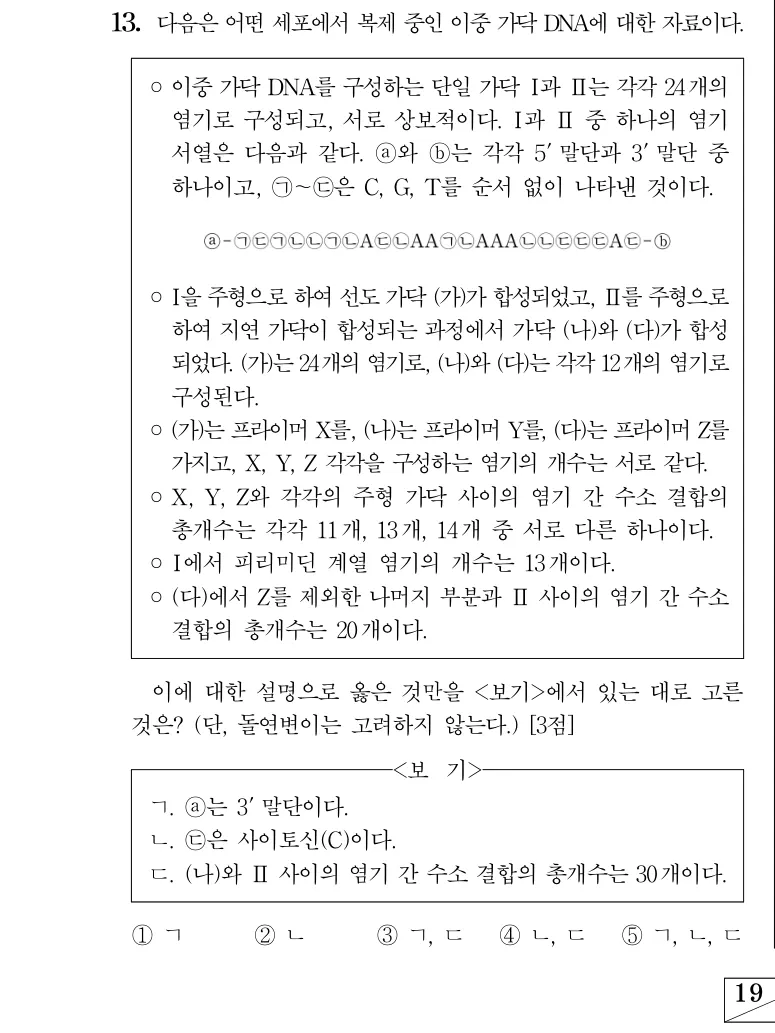 13. 다음은 어떤 세포에서 복제 중인 이중 가닥 DNA에 대한 자료이다.
○ 이중 가닥 DNA를 구성하는 단일 가닥 Ⅰ과 Ⅱ는 각각 24개의
염기로 구성되고, 서로 상보적이다. Ⅰ과 Ⅱ 중 하나의 염기
서열은 다음과 같다. ⓐ와 ⓑ는 각각 5′ 말단과 3′ 말단 중
하나이고, ㉠~㉢은 C, G, T를 순서 없이 나타낸 것이다.
ⓐ-㉠㉢㉠㉡㉡㉠㉡A㉢㉡AA㉠㉡AAA㉡㉡㉢㉢㉢A㉢-ⓑ
○ Ⅰ을 주형으로 하여 선도 가닥 (가)가 합성되었고, Ⅱ를 주형으로
하여 지연 가닥이 합성되는 과정에서 가닥 (나)와 (다)가 합성
되었다. (가)는 24개의 염기로, (나)와 (다)는 각각 12개의 염기로
구성된다.
○ (가)는 프라이머 X를, (나)는 프라이머 Y를, (다)는 프라이머 Z를
가지고, X, Y, Z 각각을 구성하는 염기의 개수는 서로 같다.
○ X, Y, Z와 각각의 주형 가닥 사이의 염기 간 수소 결합의
총개수는 각각 11개, 13개, 14개 중 서로 다른 하나이다.
○ Ⅰ에서 피리미딘 계열 염기의 개수는 13개이다.
○ (다)에서 Z를 제외한 나머지 부분과 Ⅱ 사이의 염기 간 수소
결합의 총개수는 20개이다.
이에 대한 설명으로 옳은 것만을 <보기>에서 있는 대로 고른
것은? (단, 돌연변이는 고려하지 않는다.) [3점]
<보 기>
ㄱ. ⓐ는 3′ 말단이다.
ㄴ. ㉢은 사이토신(C)이다.
ㄷ. (나)와 Ⅱ 사이의 염기 간 수소 결합의 총개수는 30개이다.
① ㄱ ② ㄴ ③ ㄱ, ㄷ ④ ㄴ, ㄷ ⑤ ㄱ, ㄴ, ㄷ
19